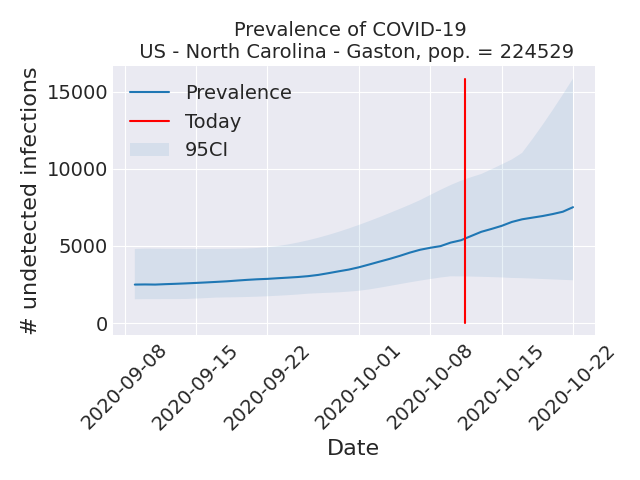 Prevalence of COVID-19
US - North Carolina - Gaston, pop. = 224529
# undetected infections
15000
10000
5000
0
Prevalence
Today
95CI
2020-09-08
2020-09-15
2020-09-22
2020-10-01
2020-10-08
2020-10-15
2020-10-22
Date